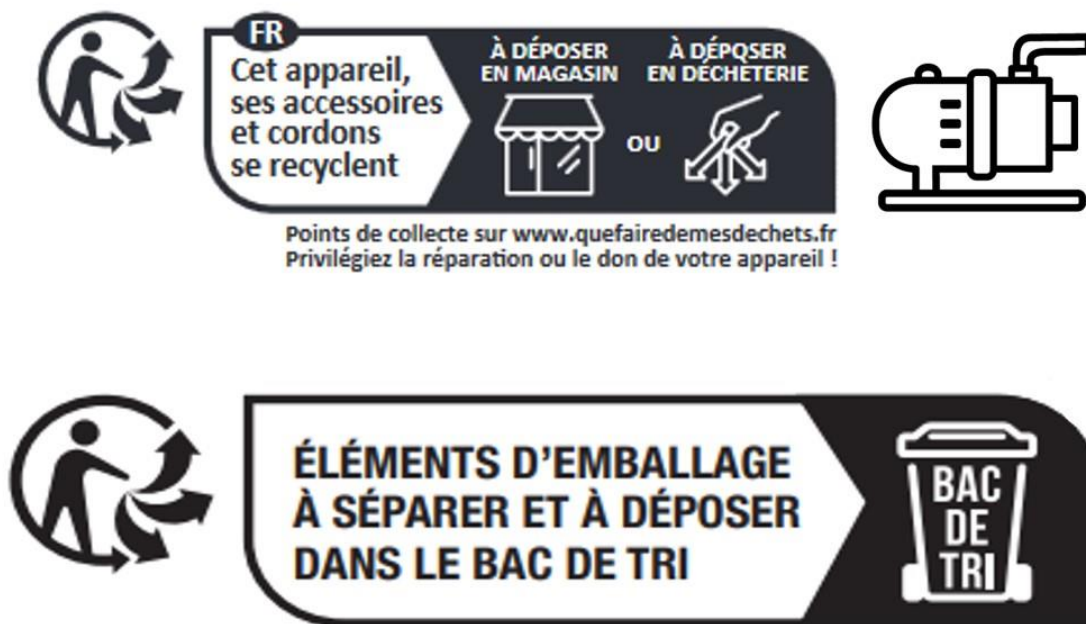 FR
Cet appareil,
ses accessoires
et cordons
se recyclent
À DÉPOSER
EN MAGASIN
OU
À DÉPOSER
EN DÉCHÈTERIE
Points de collecte sur www.quefairedemesdechets.fr
Privilégiez la réparation ou le don de votre appareil !
ÉLÉMENTS D'EMBALLAGE
À SÉPARER ET À DÉPOSER
DANS LE BAC DE TRI
BAC
DE
TRI